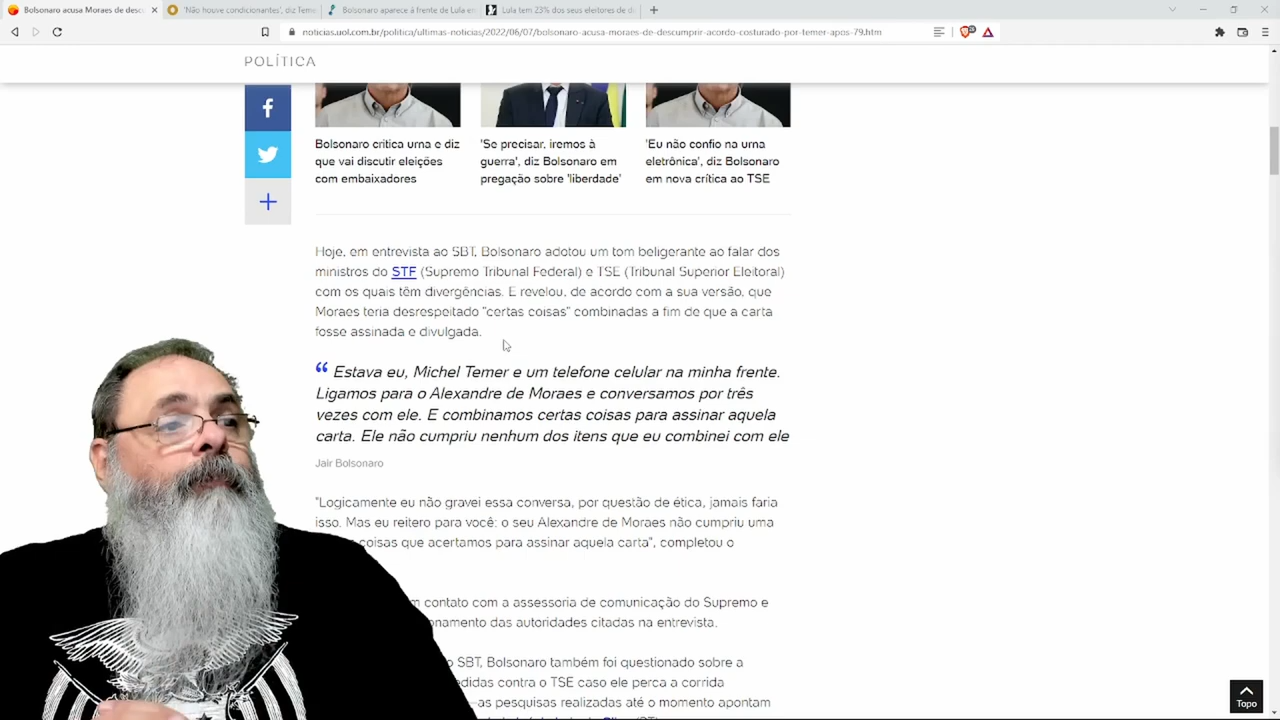 Bolsonaro acusa Moraes de desc
'Não houve condicionantes', diz Teme
Bolsonaro aparece à frente de Lula em
Lula tem 23% dos seus eleitores de di
noticias.uol.com.br/politica/ultimas-noticias/2022/06/07/bolsonaro-acusa-moraes-de-descumprir-acordo-costurado-por-temer-apos-79.htm
POLÍTICA
Bolsonaro critica urna e diz
que vai discutir eleições
com embaixadores
'Se precisar, iremos à
guerra', diz Bolsonaro em
pregação sobre 'liberdade'
'Eu não confio na urna
eletrônica', diz Bolsonaro
em nova crítica ao TSE
Hoje, em entrevista ao SBT, Bolsonaro adotou um tom beligerante ao falar dos
ministros do STF (Supremo Tribunal Federal) e TSE (Tribunal Superior Eleitoral)
com os quais têm divergências. E revelou, de acordo com a sua versão, que
Moraes teria desrespeitado "certas coisas" combinadas a fim de que a carta
fosse assinada e divulgada.
“ Estava eu, Michel Temer e um telefone celular na minha frente.
Ligamos para o Alexandre de Moraes e conversamos por três
vezes com ele. E combinamos certas coisas para assinar aquela
carta. Ele não cumpriu nenhum dos itens que eu combinei com ele
Jair Bolsonaro
"Logicamente eu não gravei essa conversa, por questão de ética, jamais faria
isso. Mas eu reitero para você: o seu Alexandre de Moraes não cumpriu uma
coisas que acertamos para assinar aquela carta", completou o
contato com a assessoria de comunicação do Supremo e
onamento das autoridades citadas na entrevista.
SBT, Bolsonaro também foi questionado sobre a
edidas contra o TSE caso ele perca a corrida
as pesquisas realizadas até o momento apontam
Topo